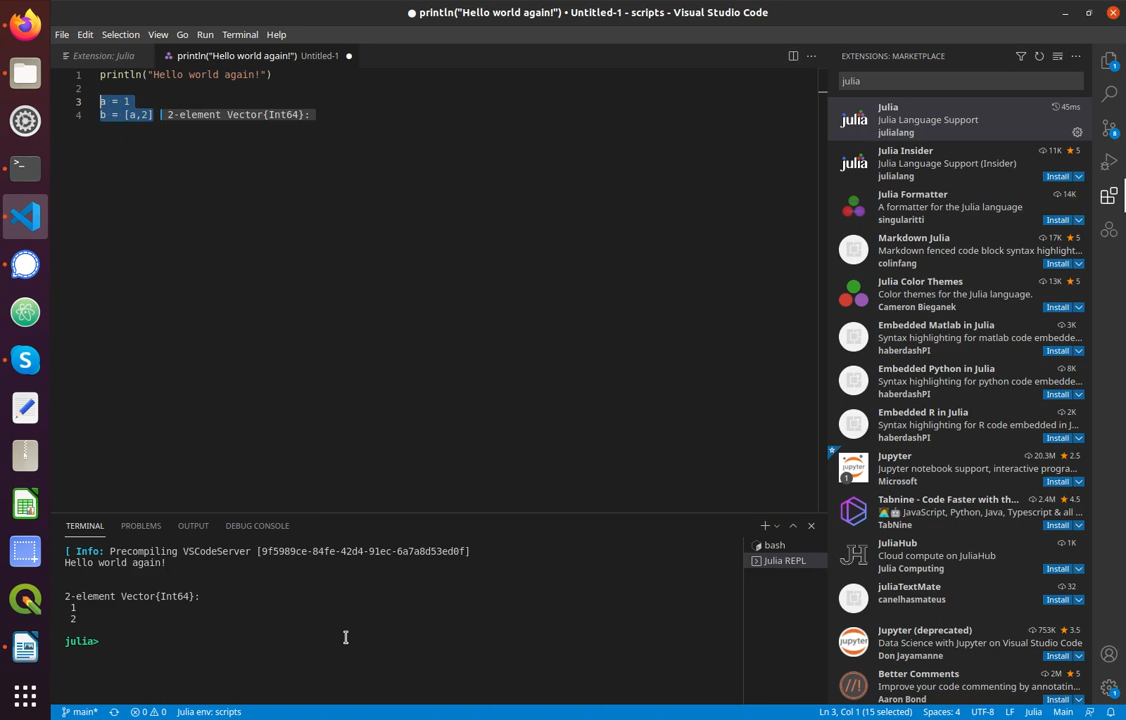 ● println("Hello world again!") • Untitled-1 - scripts - Visual Studio Code
File Edit Selection View Go Run Terminal Help
Extension: Julia
println("Hello world again!") Untitled-1 ●
1 println("Hello world again!")
2
3 a = 1
4 b = [a,2] 2-element Vector{Int64}:
TERMINAL PROBLEMS OUTPUT DEBUG CONSOLE
[ Info: Precompiling VSCodeServer [9f5989ce-84fe-42d4-91ec-6a7a8d53ed0f]
Hello world again!
2-element Vector{Int64}:
1
2
julia>
bash
Julia REPL
EXTENSIONS: MARKETPLACE
julia
Julia 45ms
Julia Language Support
julialang
Julia Insider 11K ★ 5
Julia Language Support (Insider)
julialang Install
Julia Formatter 14K
A formatter for the Julia language
singularitti Install
Markdown Julia 17K ★ 5
Markdown fenced code block syntax highlight...
colinfang Install
Julia Color Themes 13K ★ 5
Color themes for the Julia language.
Cameron Bieganek Install
Embedded Matlab in Julia 3K
Syntax highlighting for matlab code embedde...
haberdashPI Install
Embedded Python in Julia 8K
Syntax highlighting for python code embedde...
haberdashPI Install
Embedded R in Julia 2K
Syntax highlighting for R code embedded in J...
haberdashPI Install
Jupyter 20.3M ★ 2.5
Jupyter notebook support, interactive progra...
Microsoft Install
Tabnine - Code Faster with th... 2.4M ★ 4.5
JavaScript, Python, Java, Typescript & all ...
TabNine Install
JuliaHub 1K
Cloud compute on JuliaHub
Julia Computing Install
juliaTextMate 32
canelhasmateus Install
Jupyter (deprecated) 753K ★ 3.5
Data Science with Jupyter on Visual Studio Code
Don Jayamanne Install
Better Comments 2M ★ 5
Improve your code commenting by annotatin...
Aaron Bond Install
main* 0 0 Julia env: scripts Ln 3, Col 1 (15 selected) Spaces: 4 UTF-8 LF Julia Main